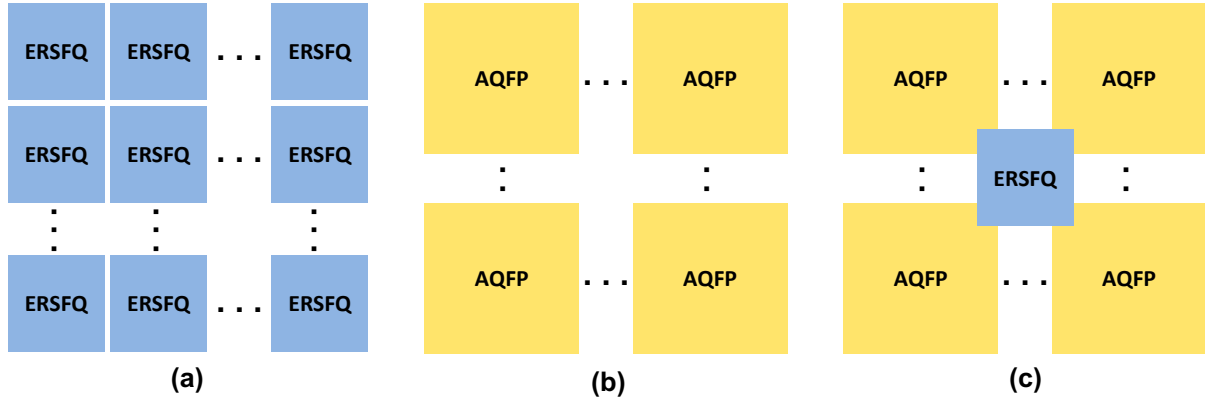 ERSFQ ERSFQ . . . ERSFQ
ERSFQ ERSFQ . . . ERSFQ
ERSFQ ERSFQ . . . ERSFQ
(a)
AQFP . . . AQFP
AQFP . . . AQFP
(b)
AQFP . . . AQFP
ERSFQ
AQFP . . . AQFP
(c)